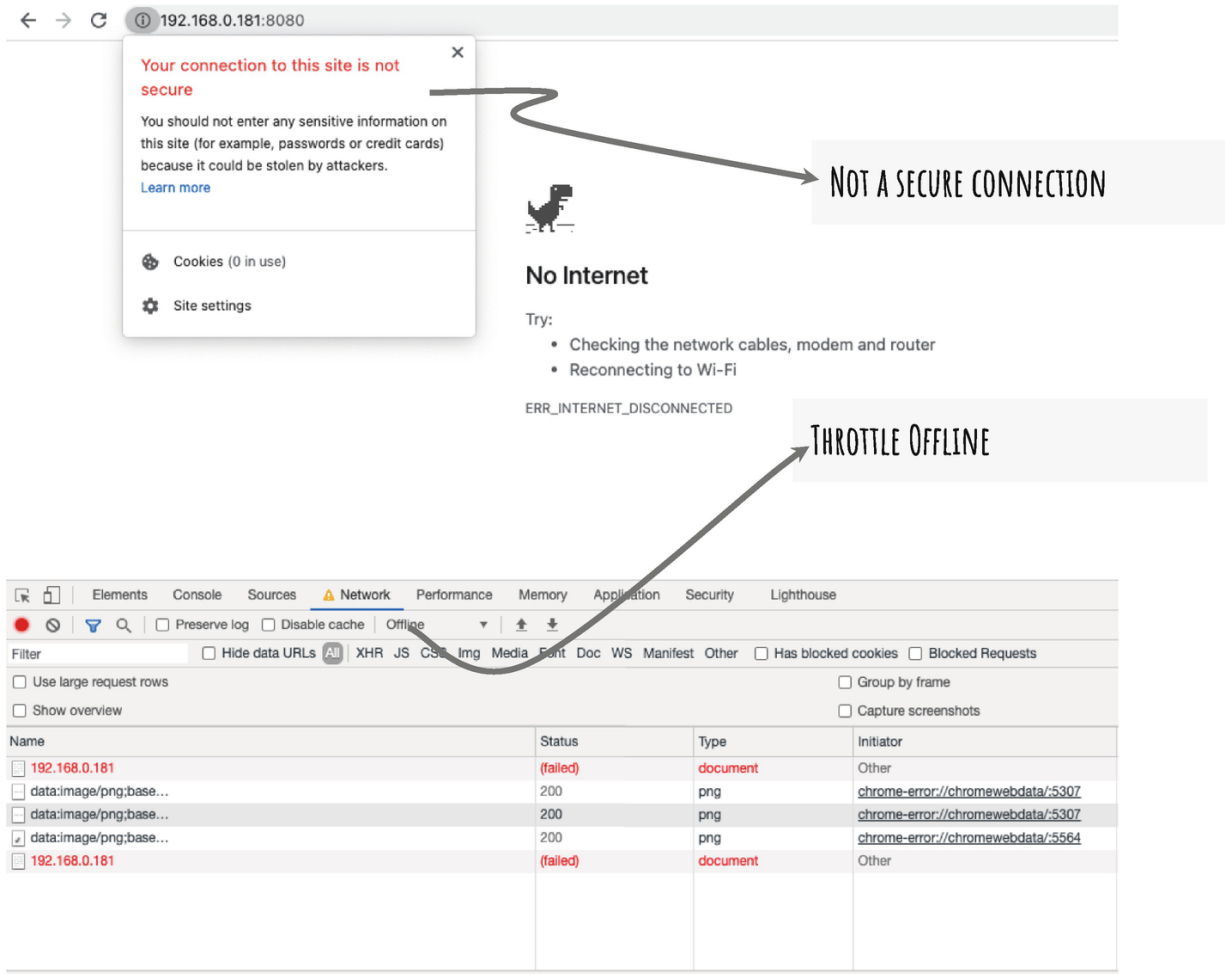 192.168.0.181:8080
Your connection to this site is not
secure
You should not enter any sensitive information on
this site (for example, passwords or credit cards)
because it could be stolen by attackers.
Learn more
Cookies (0 in use)
Site settings
NOT A SECURE CONNECTION
No Internet
Try:
• Checking the network cables, modem and router
• Reconnecting to Wi-Fi
ERR_INTERNET_DISCONNECTED
THROTTLE OFFLINE
Elements Console Sources Network Performance Memory Application Security Lighthouse
Preserve log Disable cache Offline
Filter Hide data URLs All XHR JS CSS Img Media Font Doc WS Manifest Other Has blocked cookies Blocked Requests
Use large request rows Group by frame
Show overview Capture screenshots
Name Status Type Initiator
192.168.0.181 (failed) document Other
data:image/png;base... 200 png chrome-error://chromewebdata/:5307
data:image/png;base... 200 png chrome-error://chromewebdata/:5307
data:image/png;base... 200 png chrome-error://chromewebdata/:5564
192.168.0.181 (failed) document Other